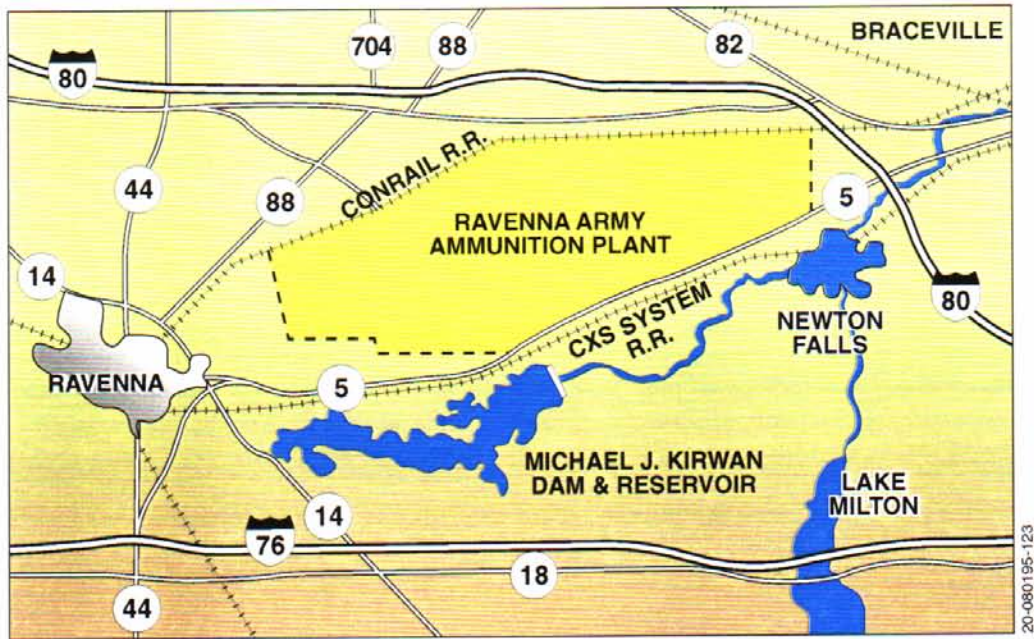 704
88
82
BRACEVILLE
80
CONRAIL R.R.
44
88
RAVENNA ARMY
AMMUNITION PLANT
5
14
80
CXS SYSTEM
R.R.
NEWTON
FALLS
RAVENNA
5
MICHAEL J. KIRWAN
DAM & RESERVOIR
LAKE
MILTON
14
76
18
44
20-080195-123